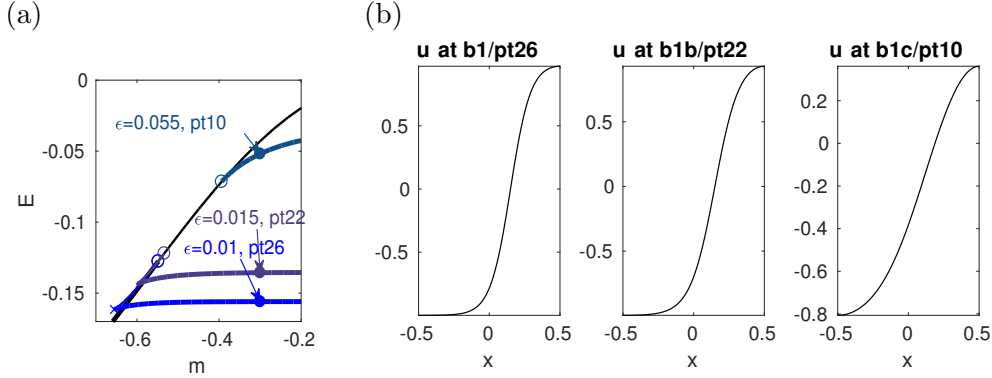 (a)
(b)
0
-0.05
-0.1
-0.15
E
-0.6
-0.4
-0.2
m
ϵ=0.055, pt10
ϵ=0.015, pt22
ϵ=0.01, pt26
u at b1/pt26
0.5
0
-0.5
-0.5
0
0.5
x
u at b1b/pt22
0.5
0
-0.5
-0.5
0
0.5
x
u at b1c/pt10
0.2
0
-0.2
-0.4
-0.6
-0.8
-0.5
0
0.5
x